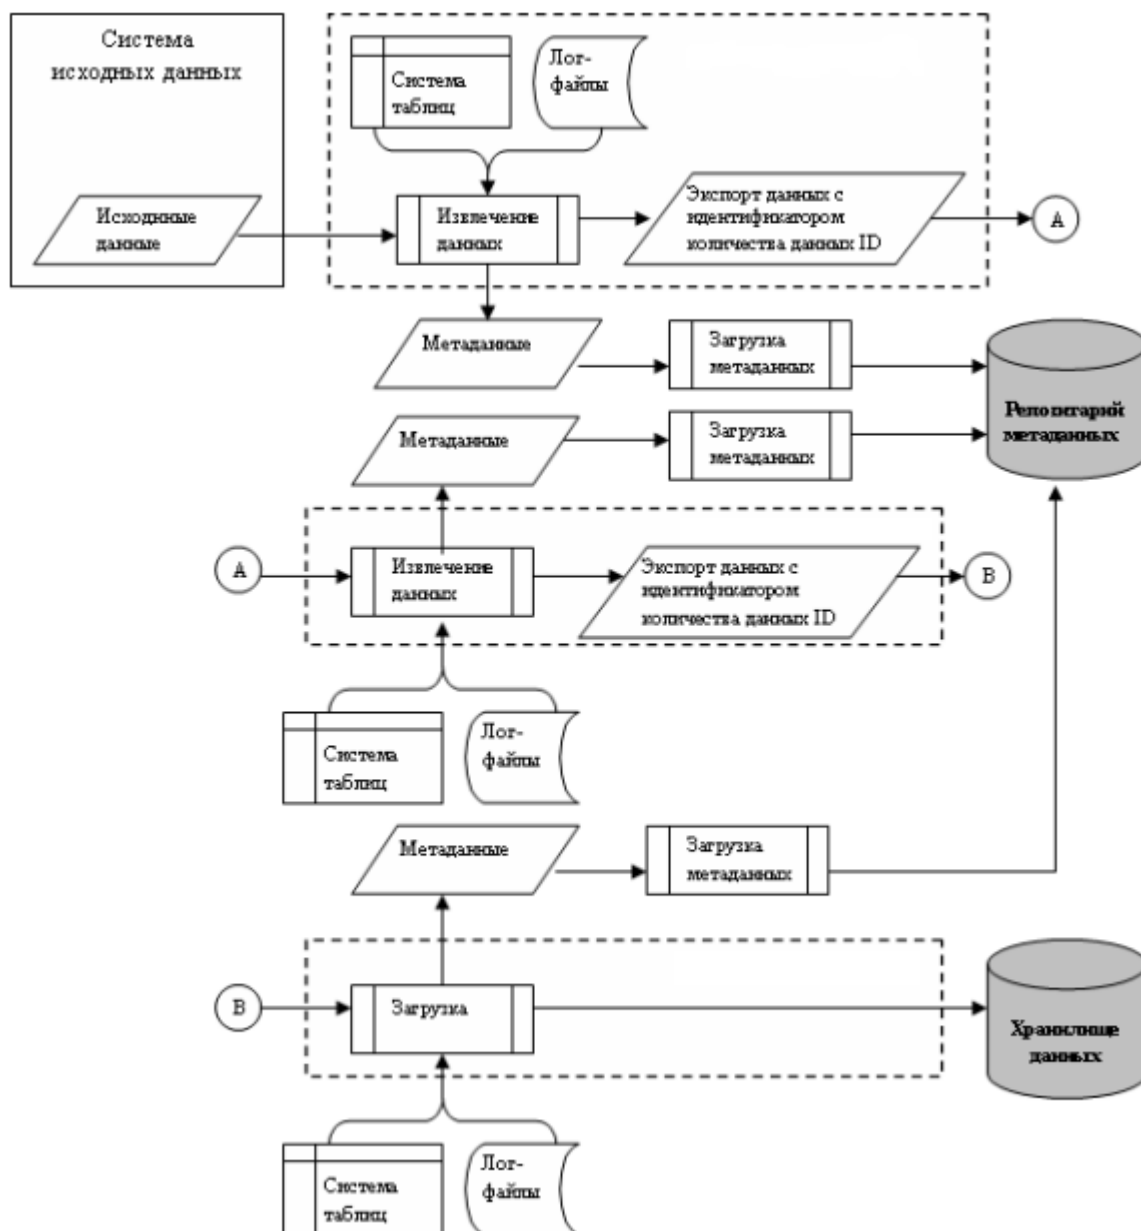 Система
исходных данных
Исходнные
данные
Система
таблиц
Лог-
файлы
Извлечение
данных
Экспорт данных с
идентификатором
количества данных ID
A
Метаданные
Загрузка
метаданных
Метаданные
Загрузка
метаданных
Репозитарий
метаданных
A
Извлечение
данных
Экспорт данных с
идентификатором
количества данных ID
B
Система
таблиц
Лог-
файлы
Метаданные
Загрузка
метаданных
B
Загрузка
Хранилище
данных
Система
таблиц
Лог-
файлы